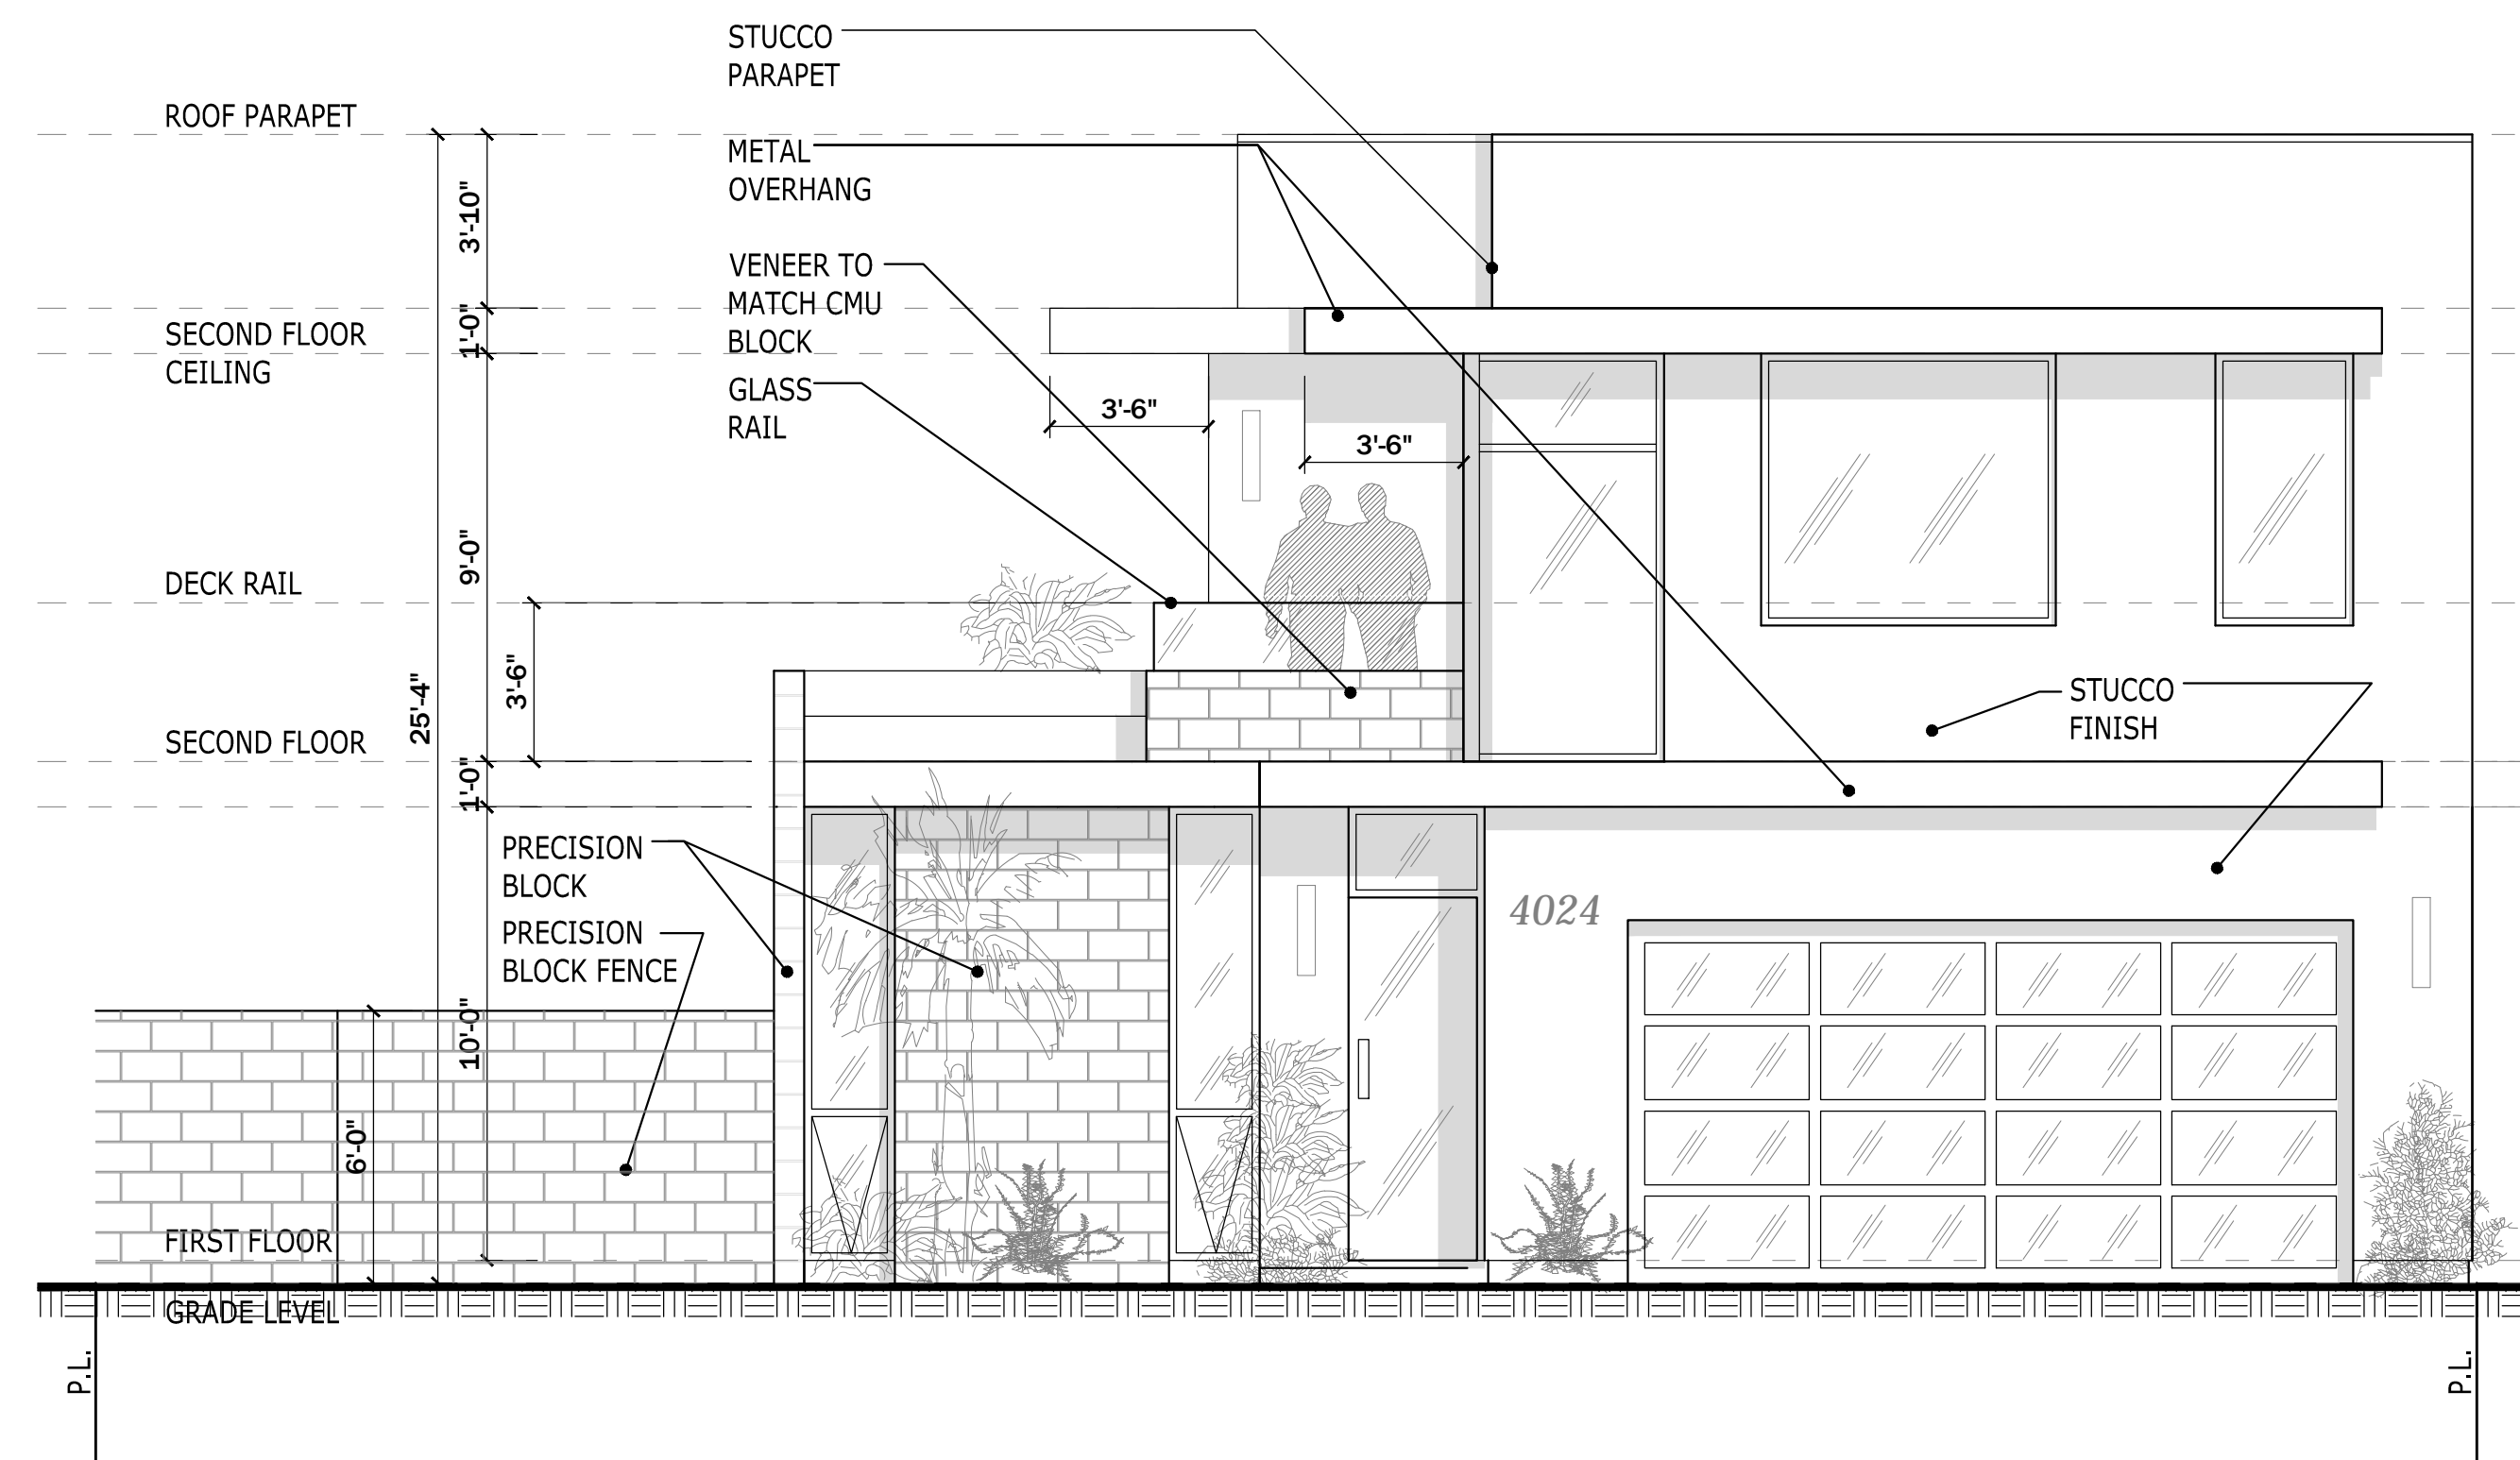 STUCCO
PARAPET
ROOF PARAPET
METAL
OVERHANG
3'-10"
VENEER TO
MATCH CMU
BLOCK
SECOND FLOOR
CEILING
1'-0"
GLASS
RAIL
3'-6"
3'-6"
9'-0"
DECK RAIL
3'-6"
25'-4"
STUCCO
FINISH
SECOND FLOOR
1'-0"
PRECISION
BLOCK
4024
PRECISION
BLOCK FENCE
10'-0"
6'-0"
FIRST FLOOR
GRADE LEVEL
P.L.
P.L.